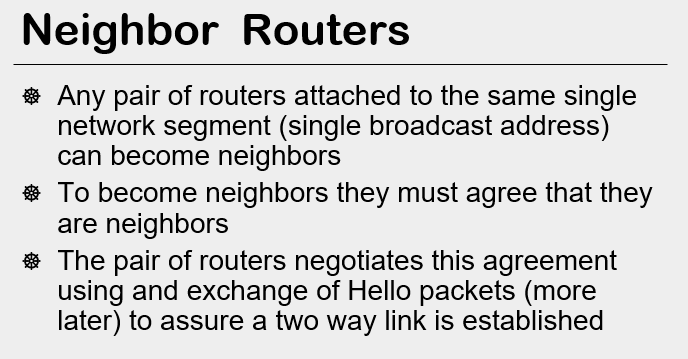 Neighbor Routers
Any pair of routers attached to the same single
network segment (single broadcast address)
can become neighbors
To become neighbors they must agree that they
are neighbors
The pair of routers negotiates this agreement
using and exchange of Hello packets (more
later) to assure a two way link is established